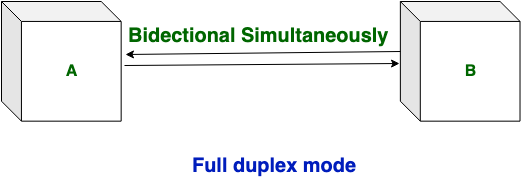 Bidectional Simultaneously
A
B
Full duplex mode